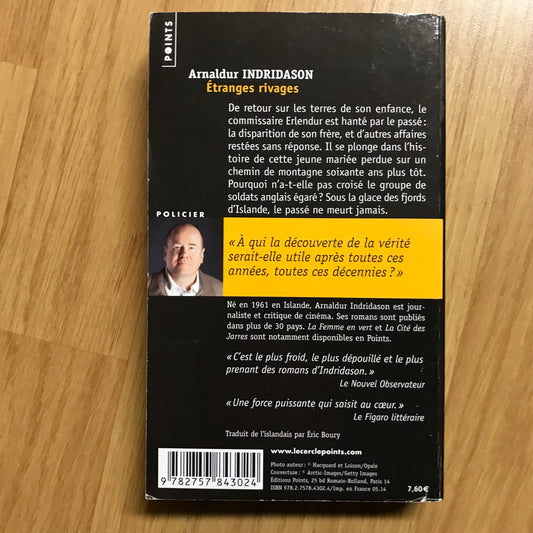 POINTS
Arnaldur INDRIDASON
Étranges rivages
De retour sur les terres de son enfance, le
commissaire Erlendur est hanté par le passé :
la disparition de son frère, et d'autres affaires
restées sans réponse. Il se plonge dans l'his-
toire de cette jeune mariée perdue sur un
chemin de montagne soixante ans plus tôt.
Pourquoi n'a-t-elle pas croisé le groupe de
soldats anglais égaré ? Sous la glace des fjords
d'Islande, le passé ne meurt jamais.
POLICIER
« À qui la découverte de la vérité
serait-elle utile après toutes ces
années, toutes ces décennies ? »
Né en 1961 en Islande, Arnaldur Indridason est jour-
naliste et critique de cinéma. Ses romans sont publiés
dans plus de 30 pays. La Femme en vert et La Cité des
Jarres sont notamment disponibles en Points.
« C'est le plus froid, le plus dépouillé et le plus
prenant des romans d'Indridason. »
Le Nouvel Observateur
« Une force puissante qui saisit au cœur. »
Le Figaro littéraire
Traduit de l'islandais par Éric Boury
www.lecerclepoints.com
Photo auteur : © Hacquard et Loison/Opale
Couverture : © Arctic-Images/Getty Images
Éditions Points, 25 bd Romain-Rolland, Paris 14
ISBN 978.2.7578.4302.4/Imp. en France 05.14
7,60€
9 782757 843024